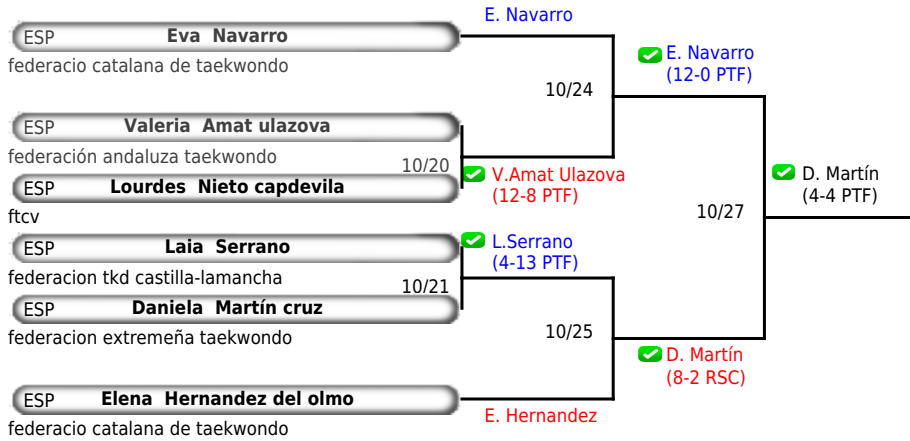 E. Navarro
ESP Eva Navarro
federacio catalana de taekwondo
E. Navarro
(12-0 PTF)
10/24
ESP Valeria Amat ulazova
federación andaluza taekwondo
10/20
ESP Lourdes Nieto capdevila
ftcv
V.Amat Ulazova
(12-8 PTF)
D. Martín
(4-4 PTF)
10/27
ESP Laia Serrano
federacion tkd castilla-lamancha
L.Serrano
(4-13 PTF)
10/21
ESP Daniela Martín cruz
federacion extremeña taekwondo
10/25
D. Martín
(8-2 RSC)
ESP Elena Hernandez del olmo
federacio catalana de taekwondo
E. Hernandez